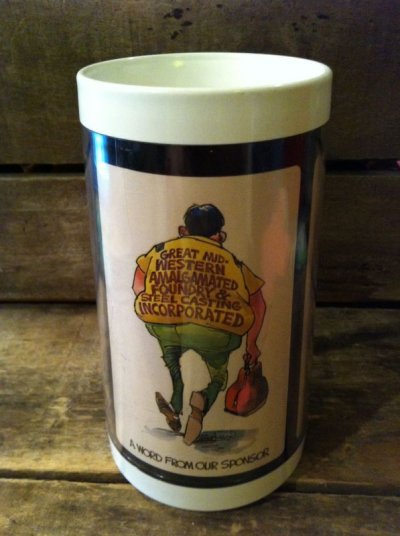 GREAT MID-
WESTERN
AMALGAMATED
FOUNDRY &
STEEL CASTING
INCORPORATED
A WORD FROM OUR SPONSOR